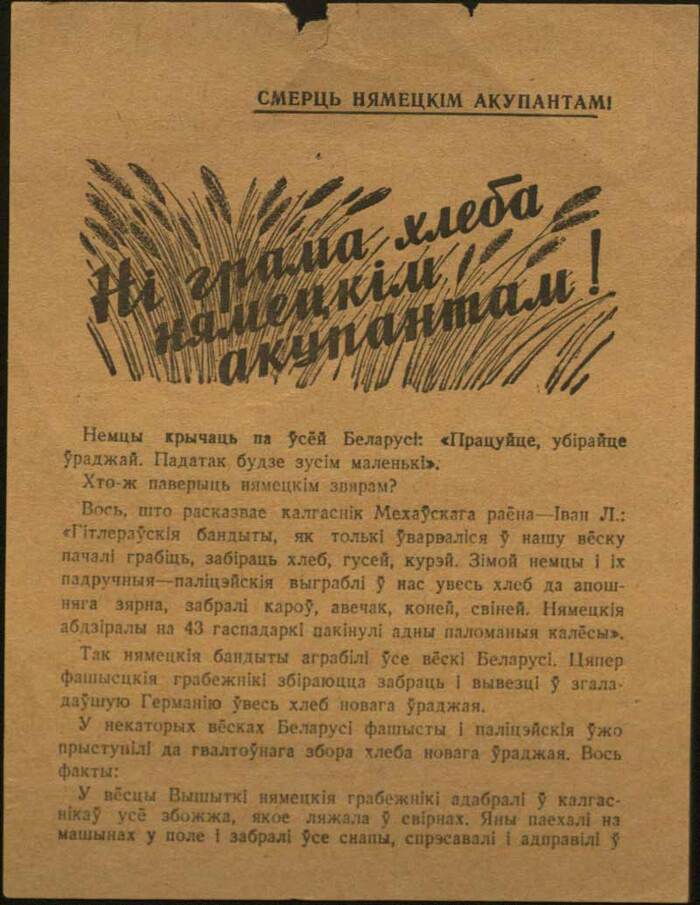 СМЕРЦЬ НЯМЕЦКІМ АКУПАНТАМ!
Ні грама хлеба
нямецкім
акупантам!
Немцы крычаць па ўсёй Беларусі: «Працуйце, убірайце
ўраджай. Падатак будзе зусім маленькі».
Хто-ж паверыць нямецкім звярам?
Вось, што расказвае калгаснік Мехаўскага раёна—Іван Л.:
«Гітлераўскія бандыты, як толькі ўварваліся ў нашу вёску
пачалі грабіць, забіраць хлеб, гусей, курэй. Зімой немцы і іх
падручныя—паліцэйскія выграблі ў нас увесь хлеб да апош-
няга зярна, забралі кароў, авечак, коней, свіней. Нямецкія
абдзіралы на 43 гаспадаркі пакінулі адны паломаныя калёсы».
Так нямецкія бандыты аграбілі ўсе вёскі Беларусі. Цяпер
фашысцкія грабежнікі збіраюцца забраць і вывезці ў згала-
даўшую Германію ўвесь хлеб новага ўраджая.
У некаторых вёсках Беларусі фашысты і паліцэйскія ўжо
прыступілі да гвалтоўнага збора хлеба новага ўраджая. Вось
факты:
У вёсцы Вышыткі нямецкія грабежнікі адабралі ў калгас-
нікаў усё збожжа, якое ляжала ў свірнах. Яны паехалі на
машынах у поле і забралі ўсе снапы, спрэсавалі і адправілі ў